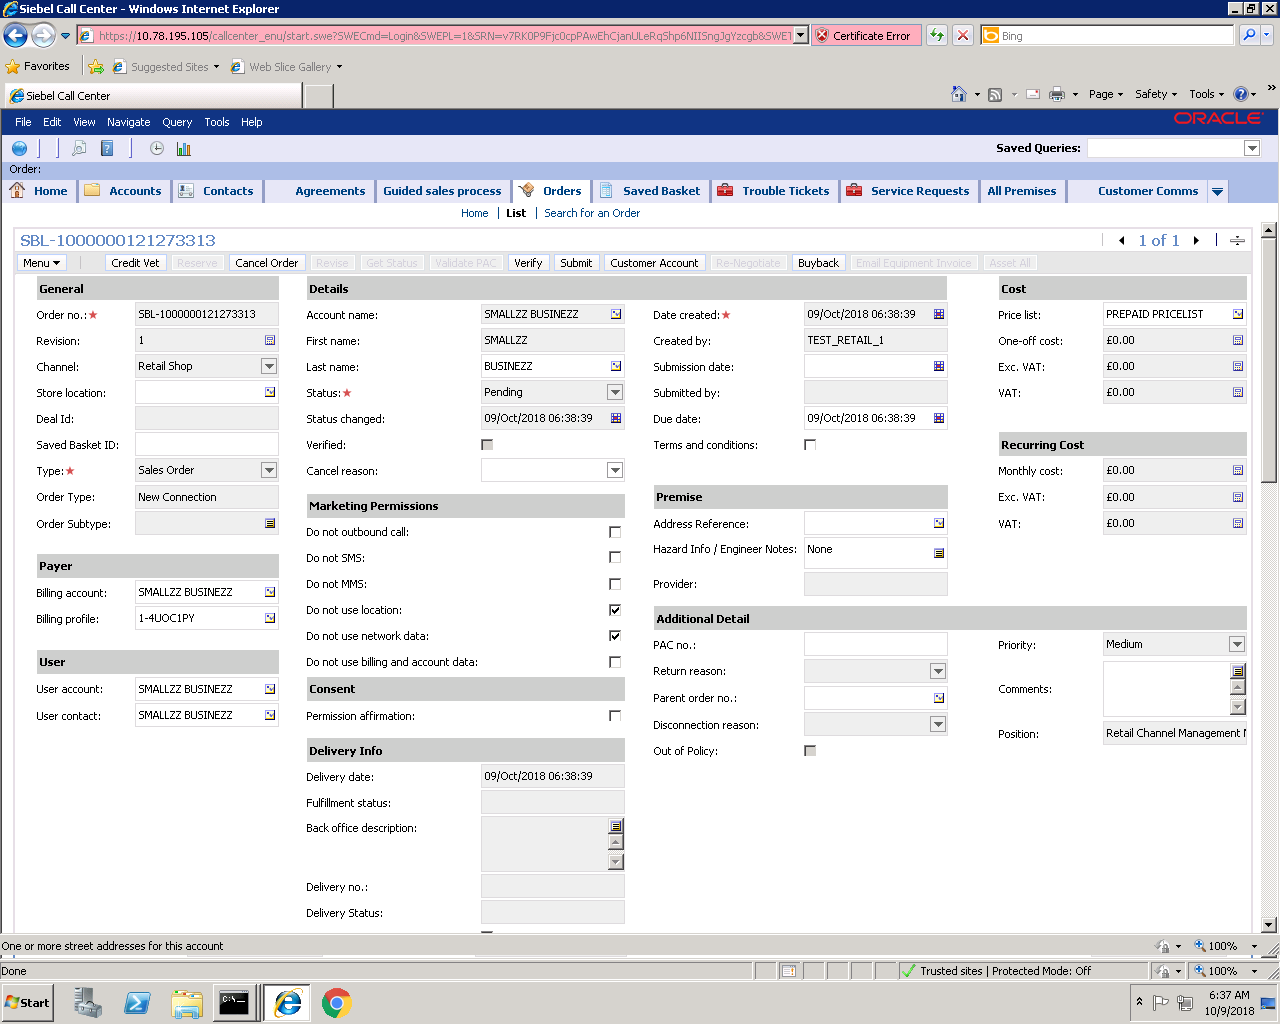 Siebel Call Center - Windows Internet Explorer
https://10.78.195.105/callcenter_enu/start.swe?SWECmd=Login&SWEPL=1&SRN=v7RK0P9Fjc0cpPAwEhCjanULeRqShp6NIISngJgYzcgb&SWET
Certificate Error
Bing
Favorites
Suggested Sites
Web Slice Gallery
Siebel Call Center
Page
Safety
Tools
File Edit View Navigate Query Tools Help
ORACLE
Saved Queries:
Order:
Home Accounts Contacts Agreements Guided sales process Orders Saved Basket Trouble Tickets Service Requests All Premises Customer Comms
Home | List | Search for an Order
SBL-1000000121273313
1 of 1
Menu Credit Vet Reserve Cancel Order Revise Get Status Validate PAC Verify Submit Customer Account Re-Negotiate Buyback Email Equipment Invoice Asset All
General
Order no.: SBL-1000000121273313
Revision: 1
Channel: Retail Shop
Store location:
Deal Id:
Saved Basket ID:
Type: Sales Order
Order Type: New Connection
Order Subtype:
Payer
Billing account: SMALLZZ BUSINEZZ
Billing profile: 1-4UOC1PY
User
User account: SMALLZZ BUSINEZZ
User contact: SMALLZZ BUSINEZZ
Details
Account name: SMALLZZ BUSINEZZ
First name: SMALLZZ
Last name: BUSINEZZ
Status: Pending
Status changed: 09/Oct/2018 06:38:39
Verified:
Cancel reason:
Marketing Permissions
Do not outbound call:
Do not SMS:
Do not MMS:
Do not use location:
Do not use network data:
Do not use billing and account data:
Consent
Permission affirmation:
Delivery Info
Delivery date: 09/Oct/2018 06:38:39
Fulfillment status:
Back office description:
Delivery no.:
Delivery Status:
Date created: 09/Oct/2018 06:38:39
Created by: TEST_RETAIL_1
Submission date:
Submitted by:
Due date: 09/Oct/2018 06:38:39
Terms and conditions:
Premise
Address Reference:
Hazard Info / Engineer Notes: None
Provider:
Additional Detail
PAC no.:
Return reason:
Parent order no.:
Disconnection reason:
Out of Policy:
Priority: Medium
Comments:
Position: Retail Channel Management
Cost
Price list: PREPAID PRICELIST
One-off cost: £0.00
Exc. VAT: £0.00
VAT: £0.00
Recurring Cost
Monthly cost: £0.00
Exc. VAT: £0.00
VAT: £0.00
One or more street addresses for this account
100%
Done
Trusted sites | Protected Mode: Off
100%
Start
6:37 AM
10/9/2018